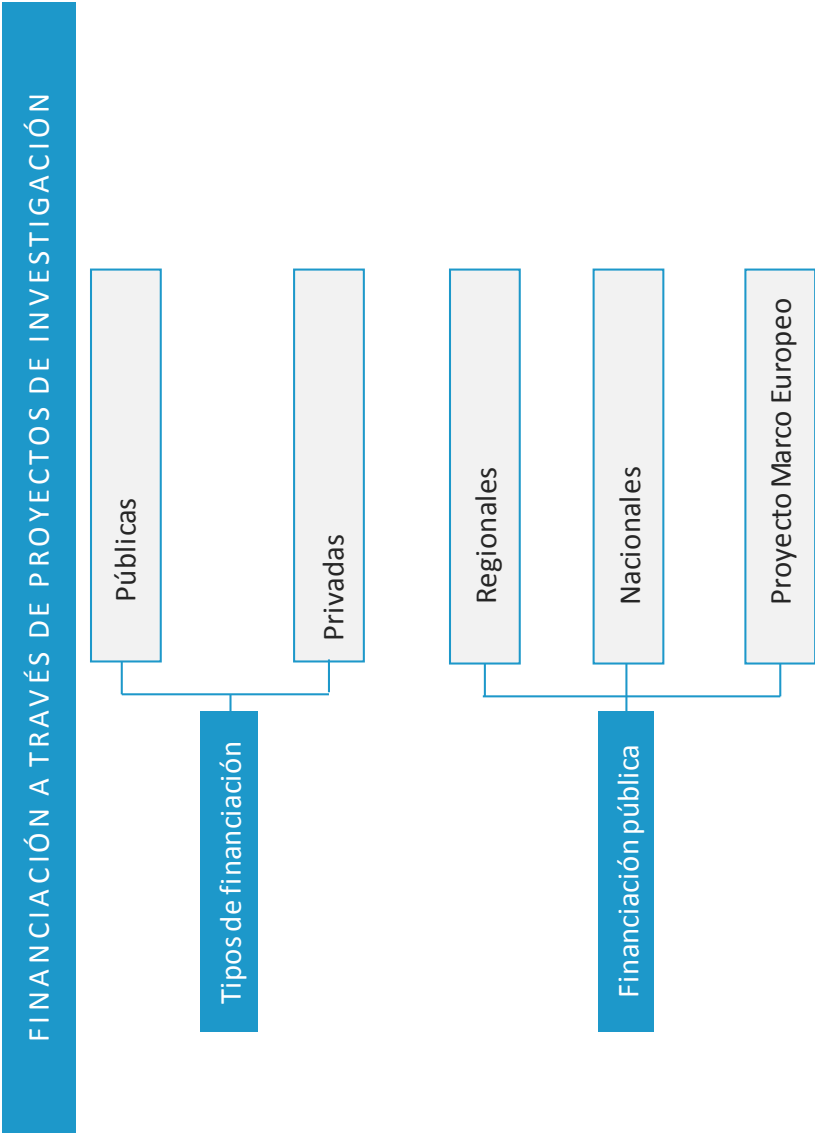 FINANCIACIÓN A TRAVÉS DE PROYECTOS DE INVESTIGACIÓN
Tipos de financiación
Públicas
Privadas
Financiación pública
Regionales
Nacionales
Proyecto Marco Europeo